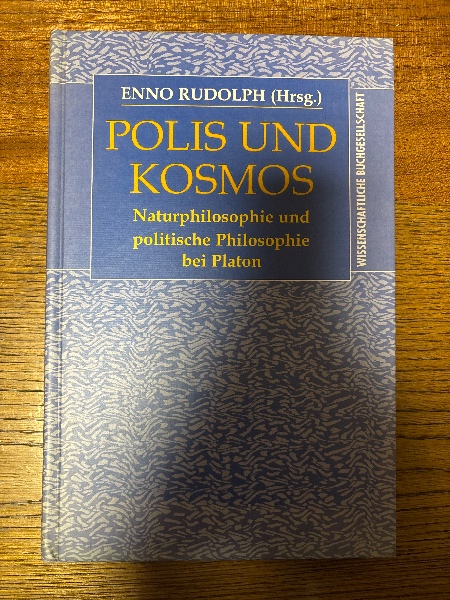 ENNO RUDOLPH (Hrsg.)
POLIS UND
KOSMOS
Naturphilosophie und
politische Philosophie
bei Platon
WISSENSCHAFTLICHE BUCHGESELLSCHAFT